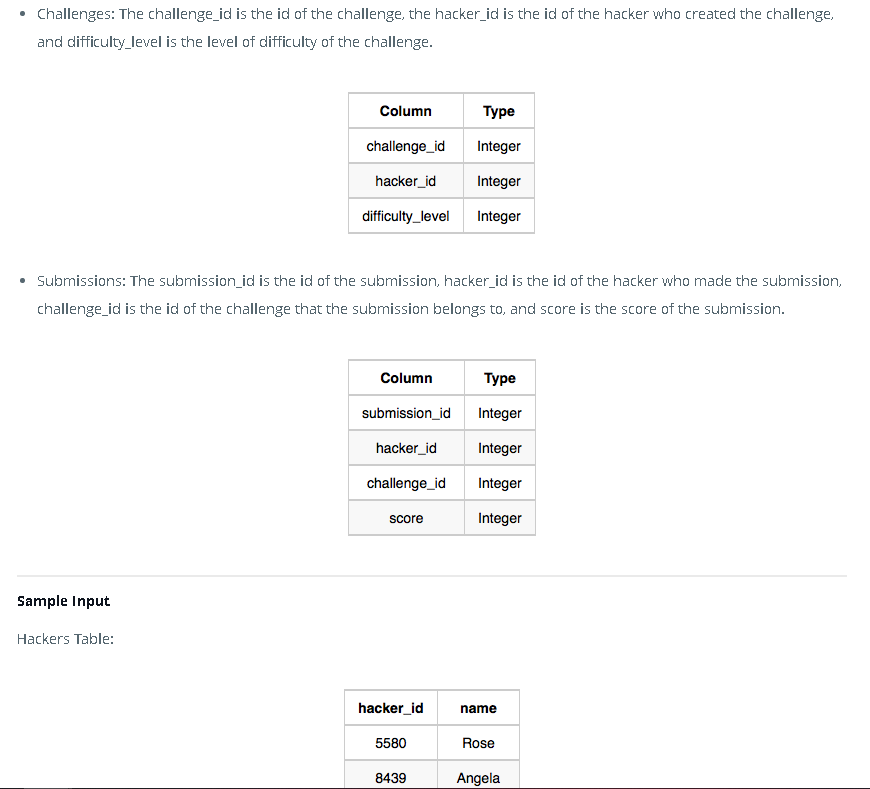 Challenges: The challenge_id is the id of the challenge, the hacker_id is the id of the hacker who created the challenge,
and difficulty_level is the level of difficulty of the challenge.
Column Type
challenge_id Integer
hacker_id Integer
difficulty_level Integer
Submissions: The submission_id is the id of the submission, hacker_id is the id of the hacker who made the submission,
challenge_id is the id of the challenge that the submission belongs to, and score is the score of the submission.
Column Type
submission_id Integer
hacker_id Integer
challenge_id Integer
score Integer
Sample Input
Hackers Table:
hacker_id name
5580 Rose
8439 Angela